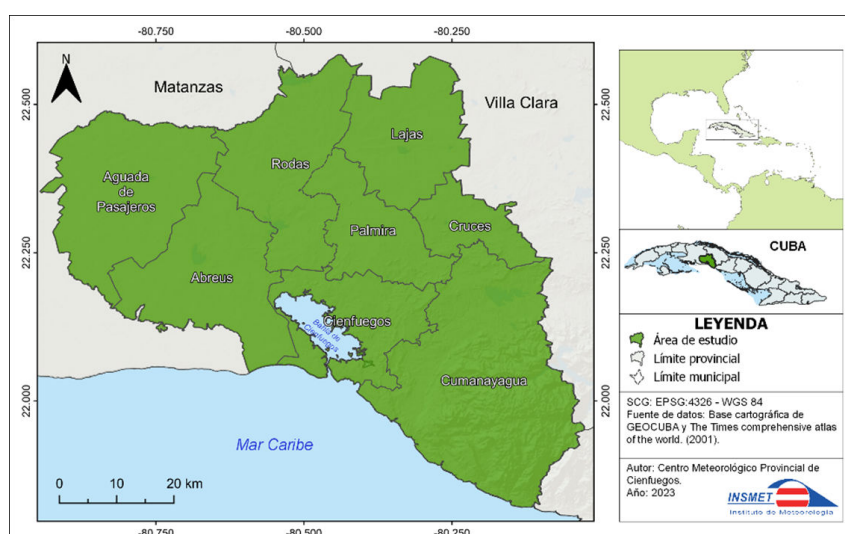 -80.750
-80.500
-80.250
N
Matanzas
Villa Clara
22.500
22.500
Lajas
Rodas
Aguada
de
Pasajeros
Palmira
Cruces
22.250
22.250
Abreus
Cienfuegos
Bahía de
Cienfuegos
Cumanayagua
22.000
22.000
Mar Caribe
0 10 20 km
-80.750
-80.500
-80.250
CUBA
LEYENDA
Área de estudio
Límite provincial
Límite municipal
SCG: EPSG:4326 - WGS 84
Fuente de datos: Base cartográfica de
GEOCUBA y The Times comprehensive atlas
of the world. (2001).
Autor: Centro Meteorológico Provincial de
Cienfuegos.
Año: 2023
INSMET
Instituto de Meteorología